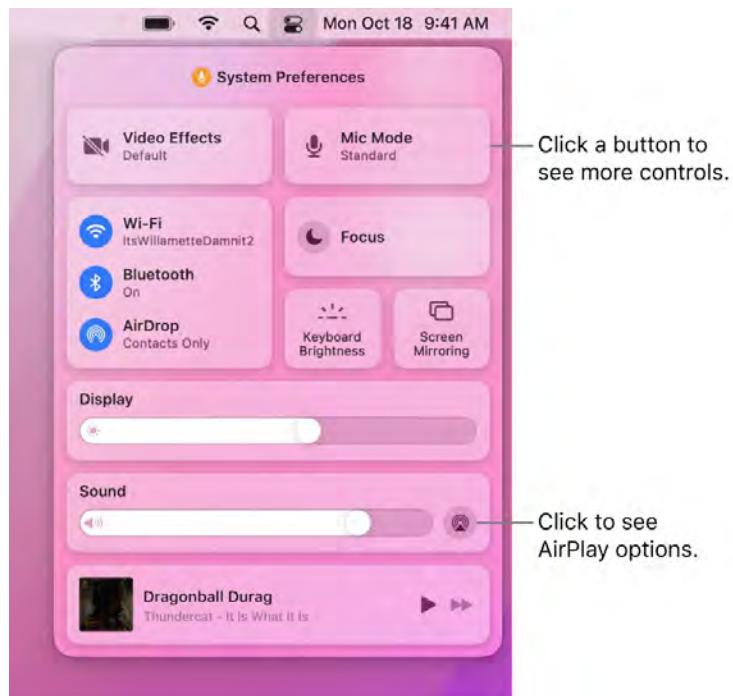 Mon Oct 18 9:41 AM
System Preferences
Video Effects
Default
Mic Mode
Standard
Click a button to
see more controls.
Wi-Fi
ItsWillametteDamnit2
Focus
Bluetooth
On
AirDrop
Contacts Only
Keyboard
Brightness
Screen
Mirroring
Display
Sound
Click to see
AirPlay options.
Dragonball Durag
Thundercat - It Is What It Is